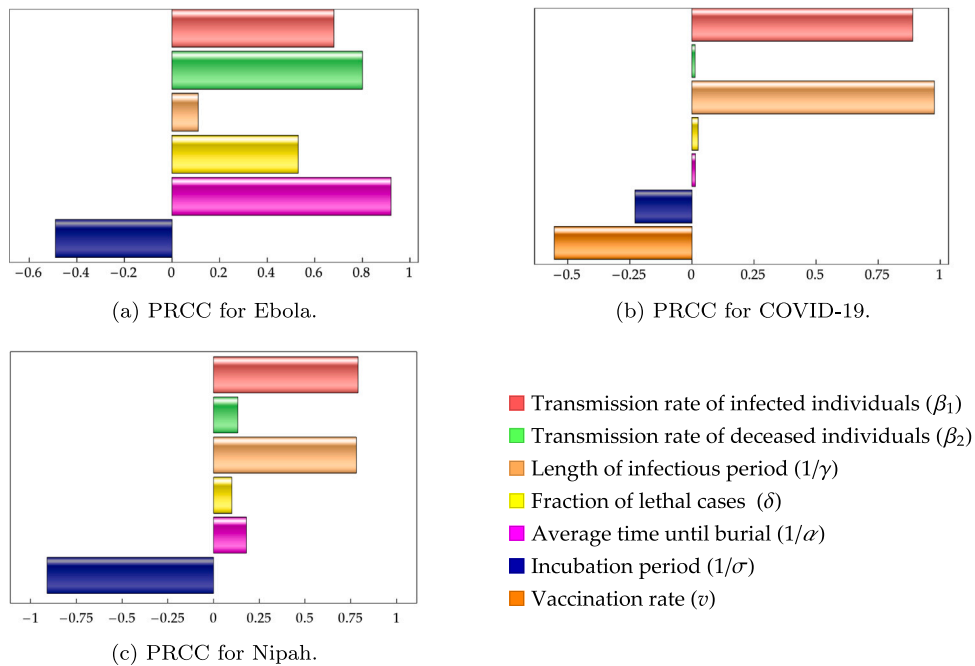 −0.6 −0.4 −0.2 0 0.2 0.4 0.6 0.8 1
(a) PRCC for Ebola.
−0.5 −0.25 0 0.25 0.5 0.75 1
(b) PRCC for COVID-19.
−1 −0.75 −0.5 −0.25 0 0.25 0.5 0.75 1
(c) PRCC for Nipah.
Transmission rate of infected individuals (β₁)
Transmission rate of deceased individuals (β₂)
Length of infectious period (1/γ)
Fraction of lethal cases (δ)
Average time until burial (1/α)
Incubation period (1/σ)
Vaccination rate (v)